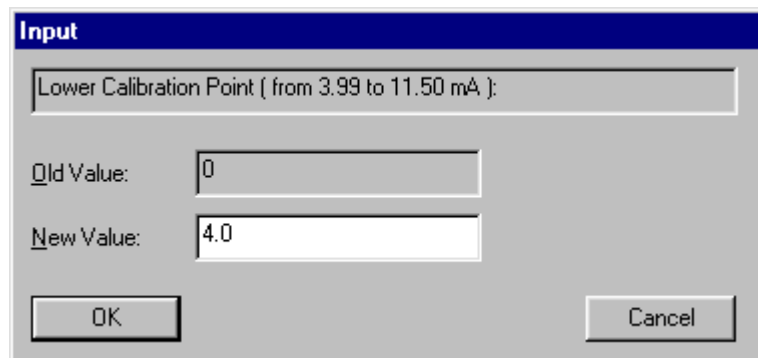 Input
Lower Calibration Point ( from 3.99 to 11.50 mA ):
Old Value: 0
New Value: 4.0
OK Cancel